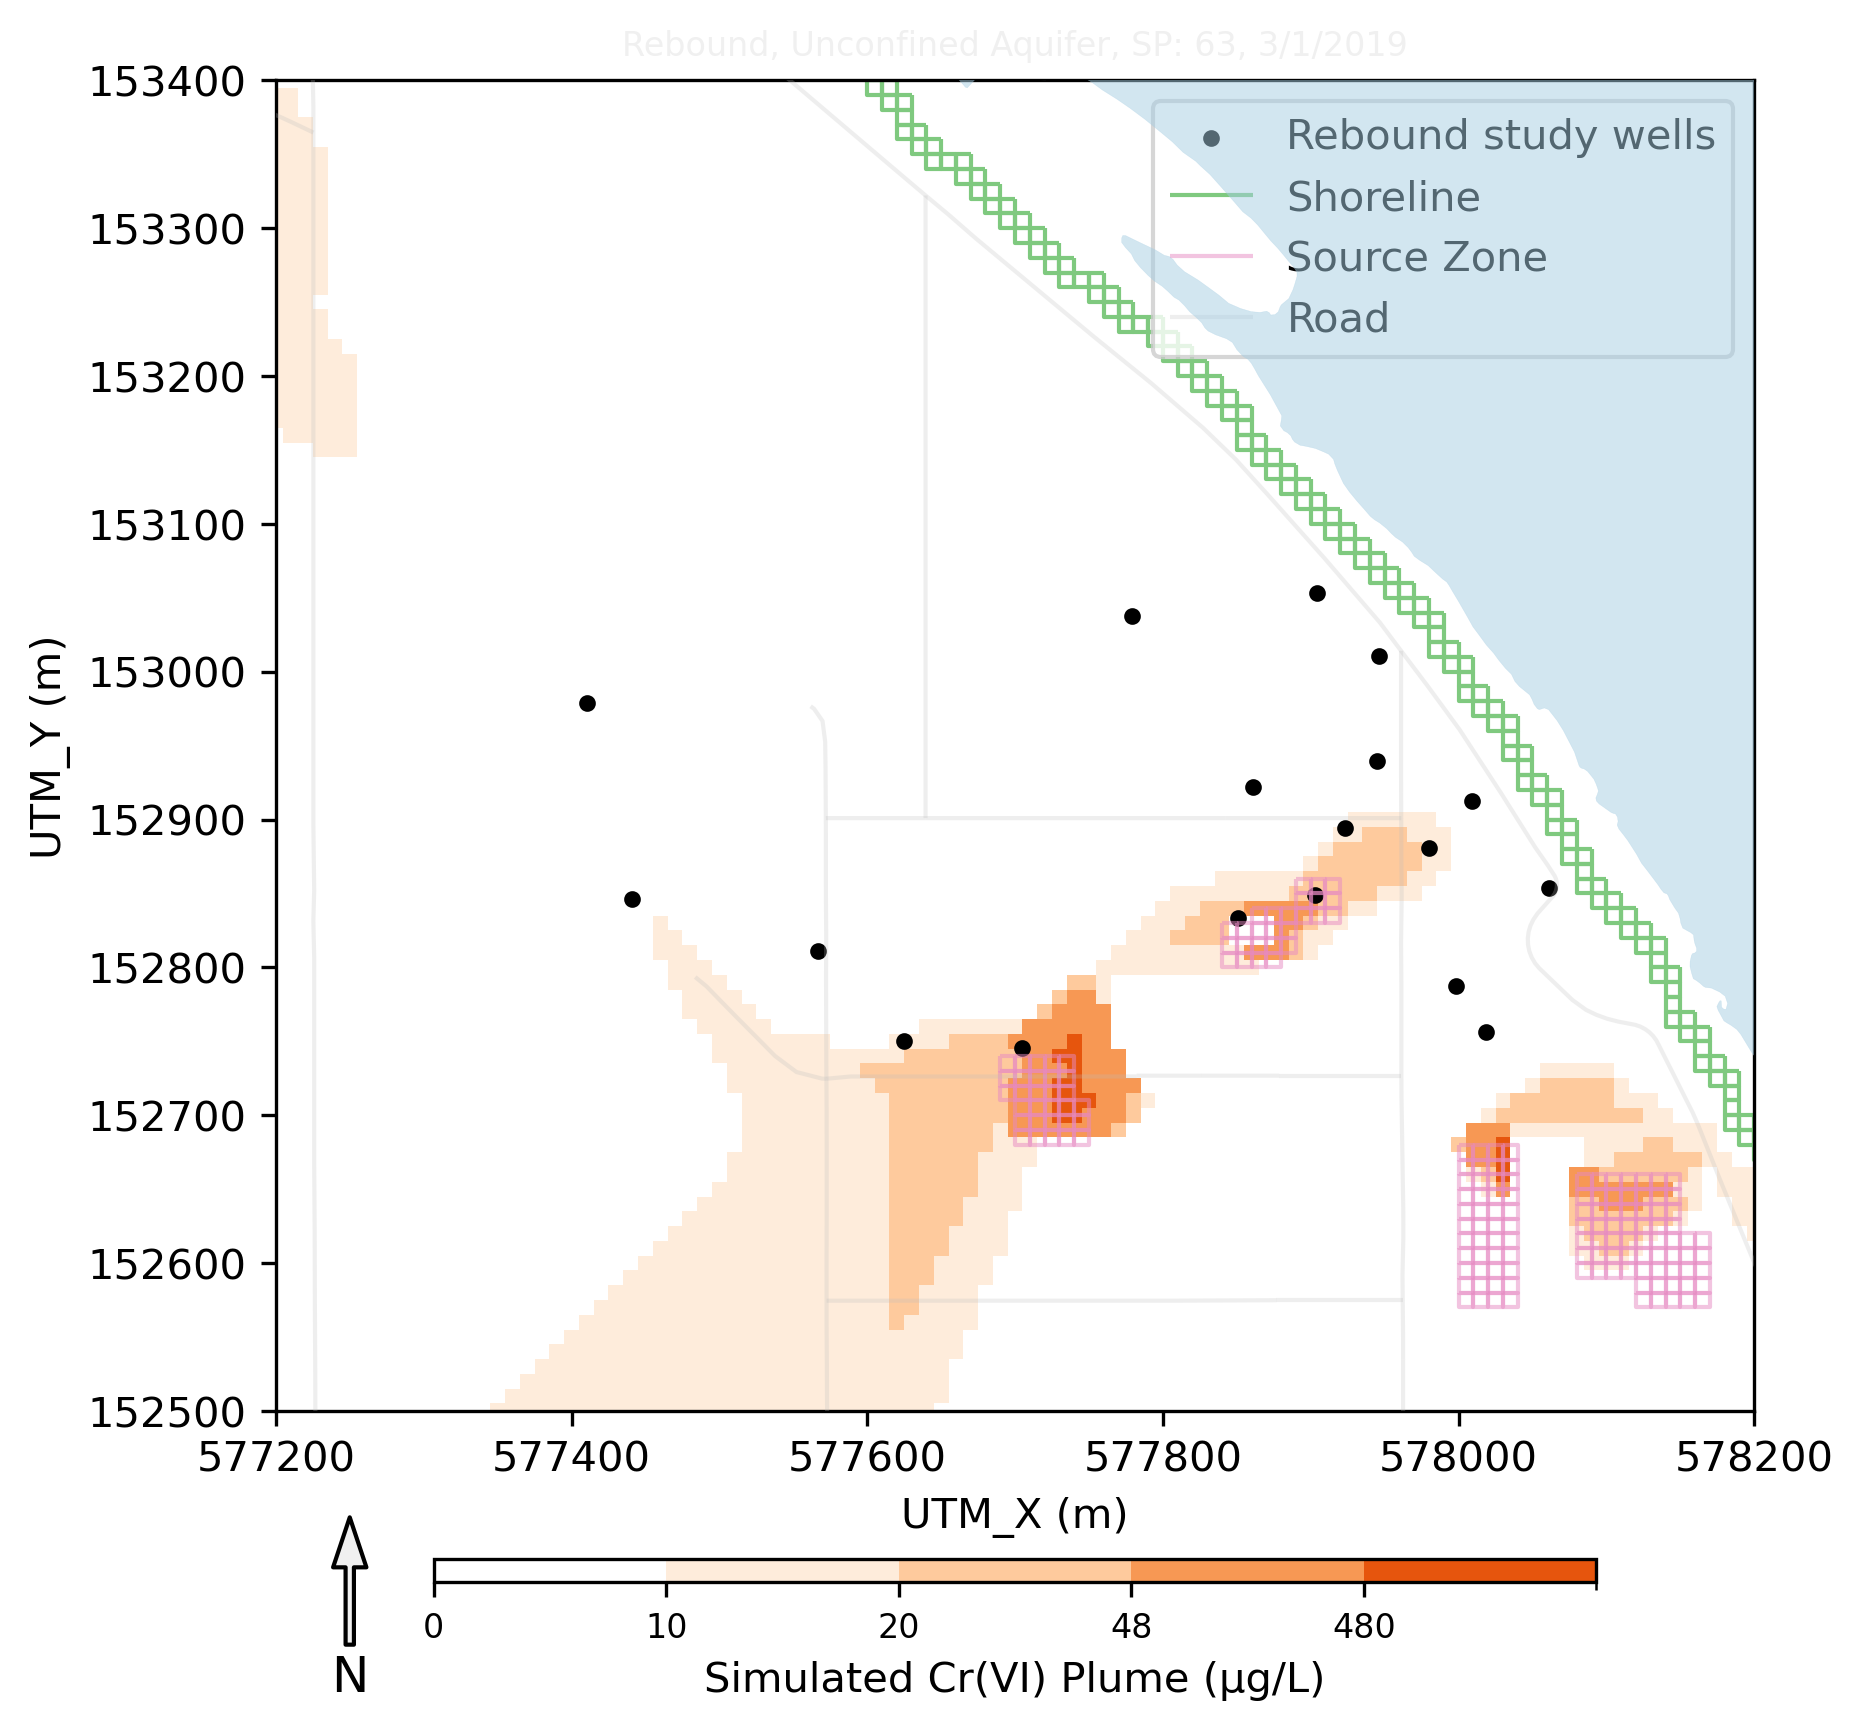 Rebound, Unconfined Aquifer, SP: 63, 3/1/2019
Rebound study wells
Shoreline
Source Zone
Road
UTM_Y (m)
153400
153300
153200
153100
153000
152900
152800
152700
152600
152500
577200 577400 577600 577800 578000 578200
UTM_X (m)
N
0 10 20 48 480
Simulated Cr(VI) Plume (μg/L)